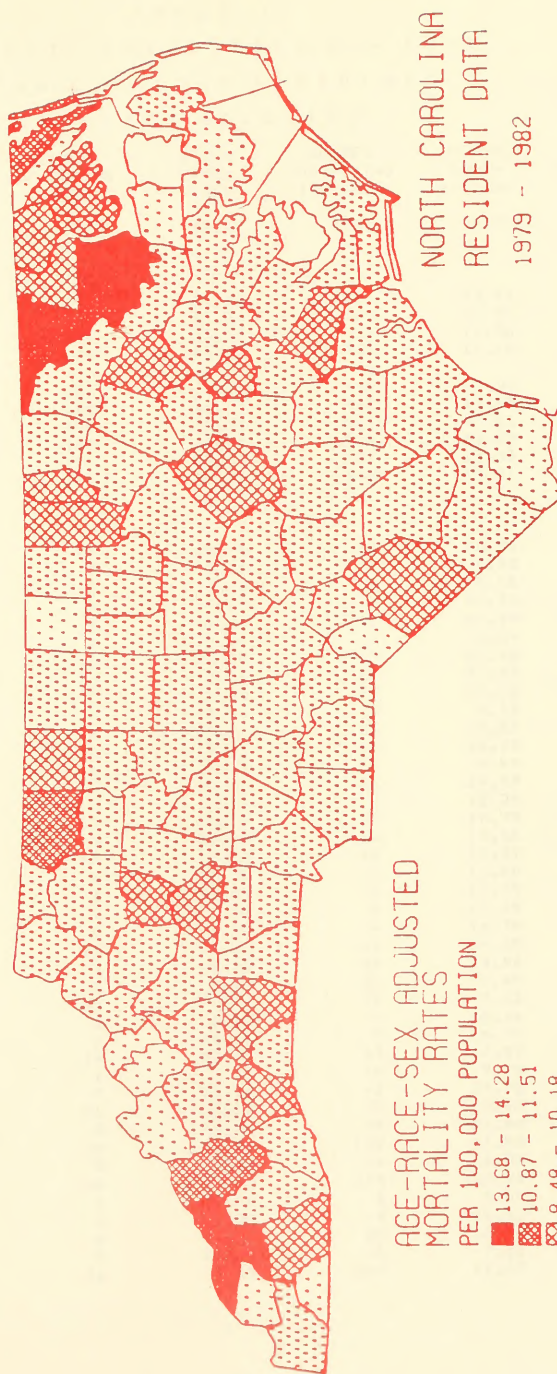 NORTH CAROLINA
RESIDENT DATA
1979 - 1982
AGE-RACE-SEX ADJUSTED
MORTALITY RATES
PER 100,000 POPULATION
13.68 - 14.28
10.87 - 11.51